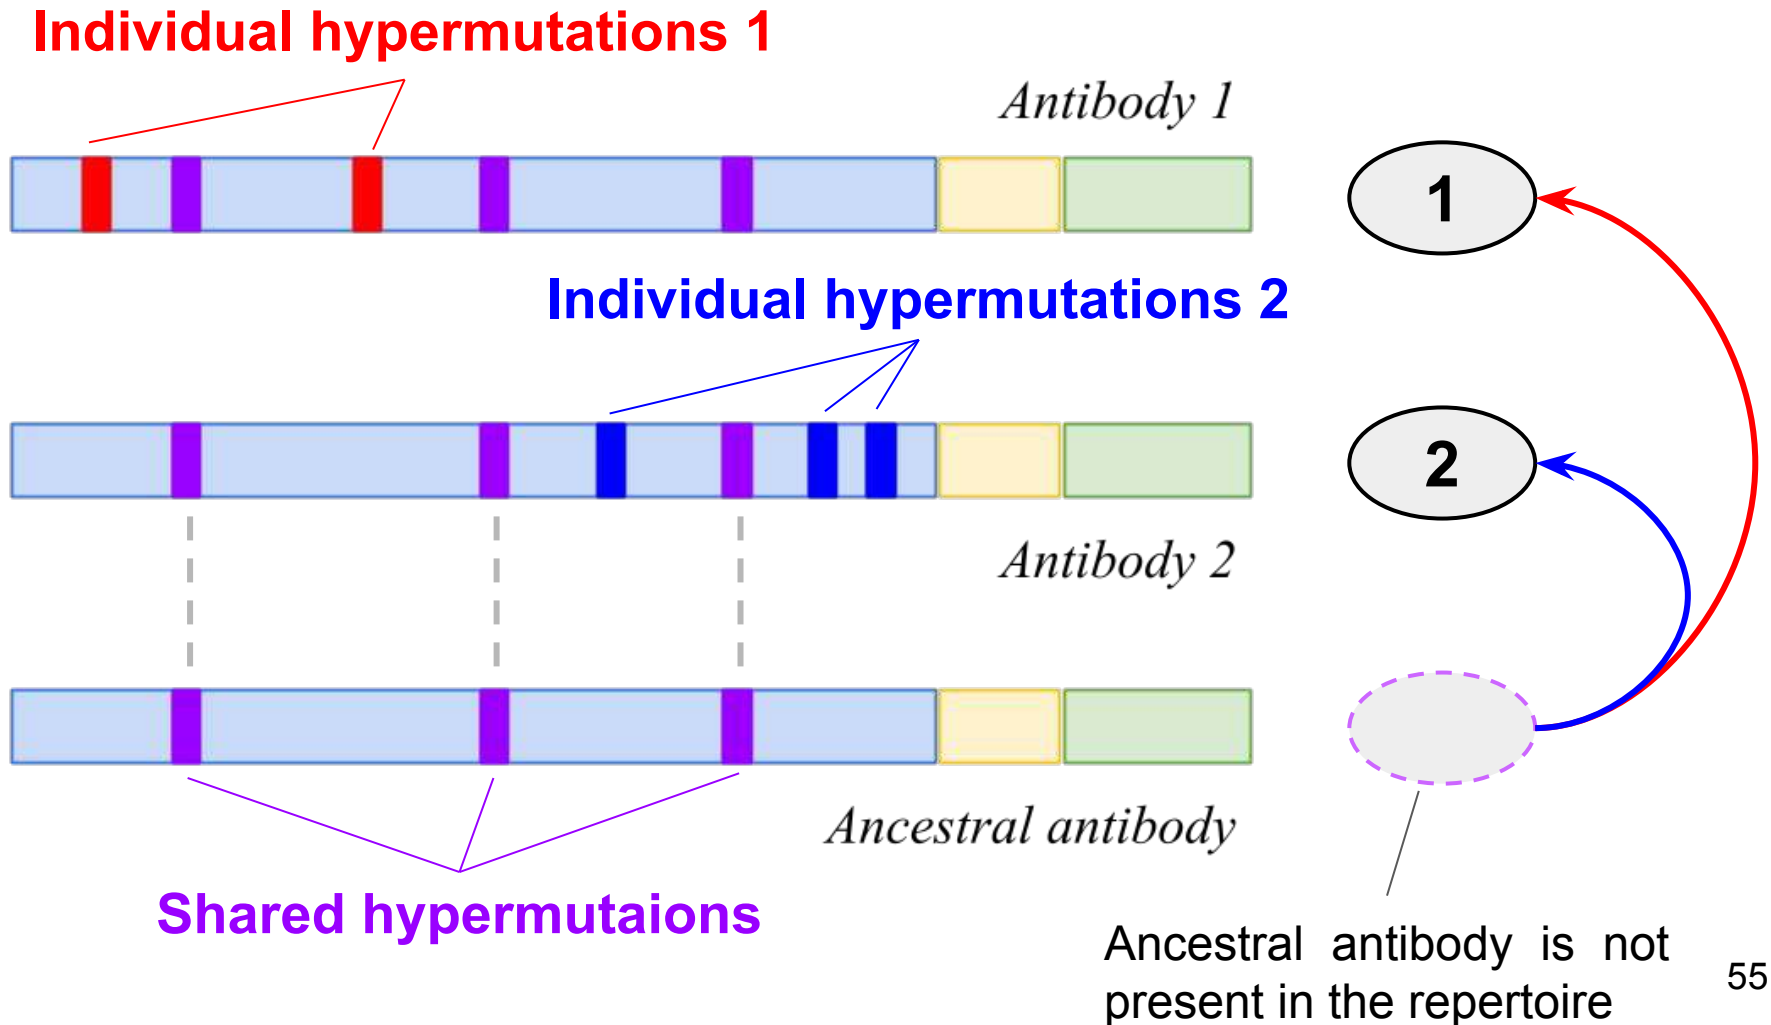 Individual hypermutations 1
Antibody 1
1
Individual hypermutations 2
2
Antibody 2
Ancestral antibody
Shared hypermutaions
Ancestral antibody is not
present in the repertoire
55